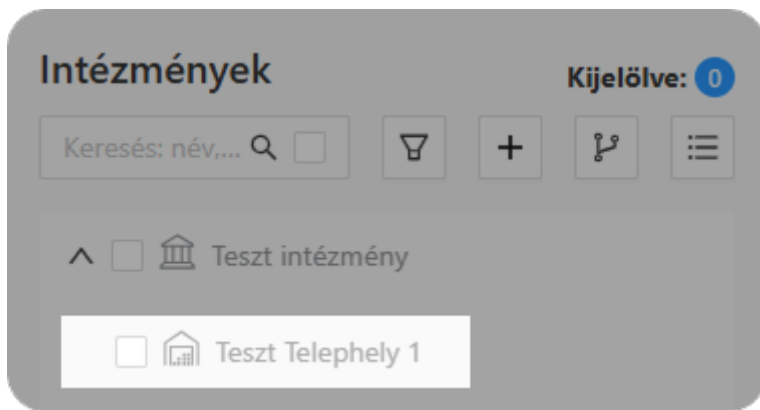 Intézmények
Kijelölve: 0
Keresés: név,...
Teszt intézmény
Teszt Telephely 1